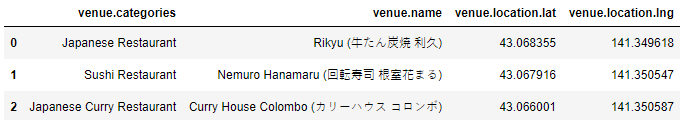 venue.categories venue.name venue.location.lat venue.location.lng
0 Japanese Restaurant Rikyu (牛たん炭焼 利久) 43.068355 141.349618
1 Sushi Restaurant Nemuro Hanamaru (回転寿司 根室花まる) 43.067916 141.350547
2 Japanese Curry Restaurant Curry House Colombo (カリーハウス コロンボ) 43.066001 141.350587